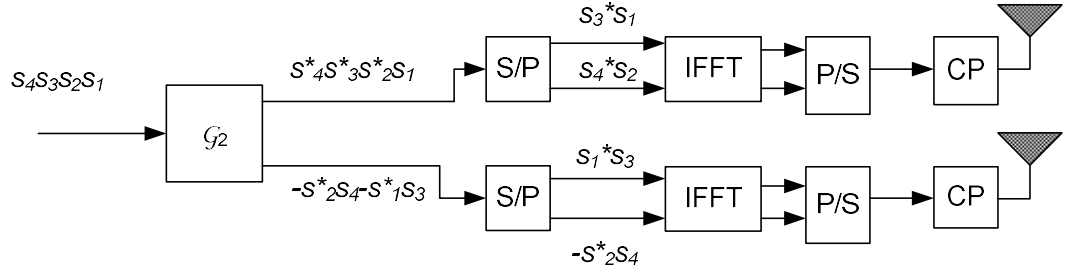 s₃*s₁
s₄s₃s₂s₁
s*₄s*₃s*₂s₁
S/P
s₄*s₂
IFFT
P/S
CP
𝒢₂
-s*₂s₄-s*₁s₃
S/P
s₁*s₃
IFFT
P/S
CP
-s*₂s₄